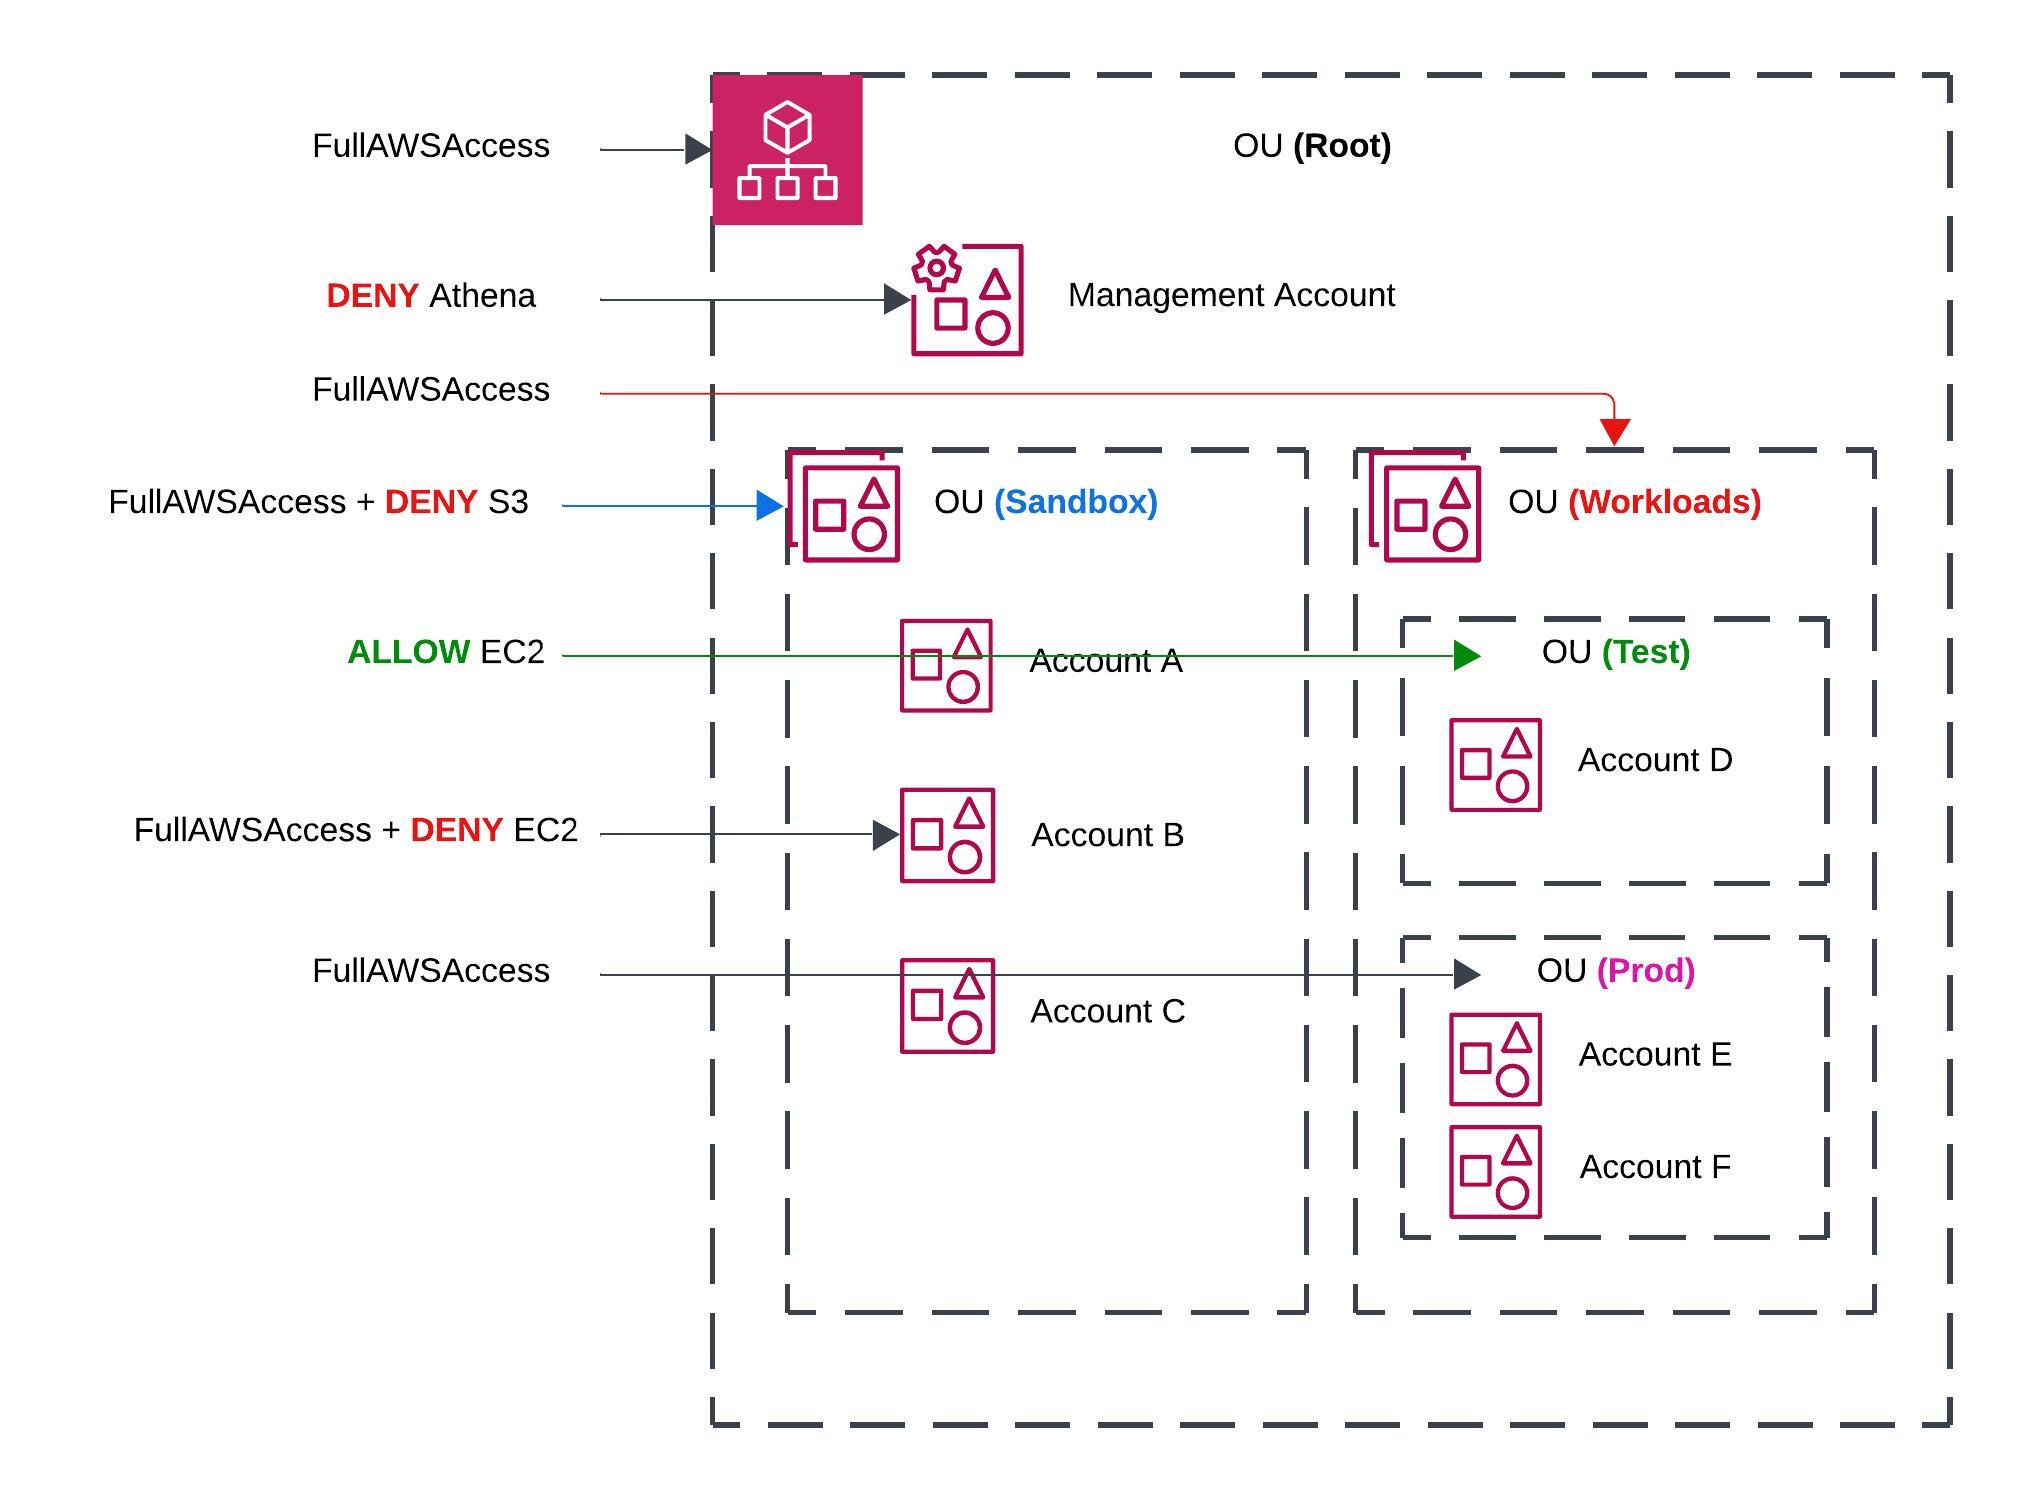 FullAWSAccess
OU (Root)
DENY Athena
Management Account
FullAWSAccess
FullAWSAccess + DENY S3
OU (Sandbox)
OU (Workloads)
ALLOW EC2
Account A
OU (Test)
Account D
FullAWSAccess + DENY EC2
Account B
FullAWSAccess
Account C
OU (Prod)
Account E
Account F